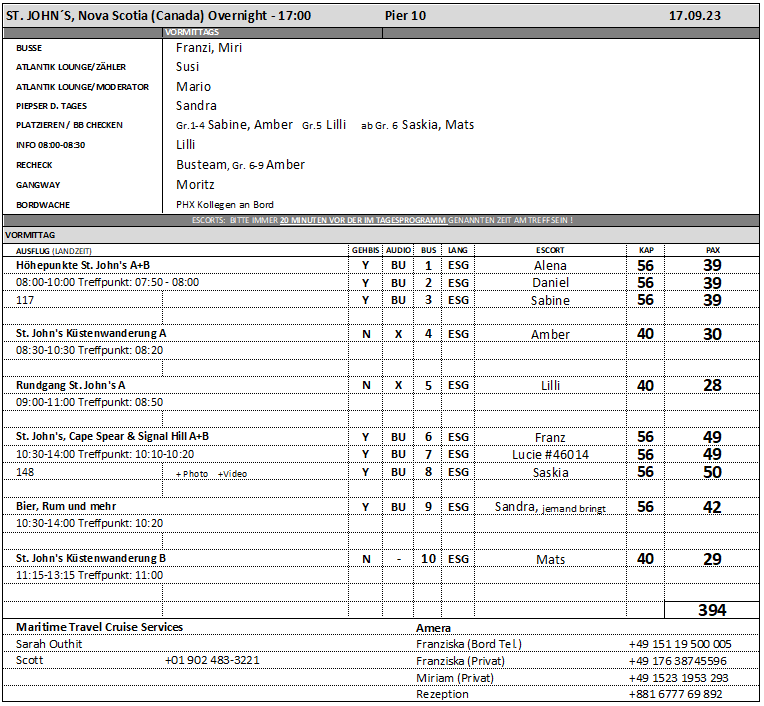 ST. JOHN´S, Nova Scotia (Canada) Overnight - 17:00 Pier 10 17.09.23
VORMITTAGS
BUSSE Franzi, Miri
ATLANTIK LOUNGE/ZÄHLER Susi
ATLANTIK LOUNGE/MODERATOR Mario
PIEPSER D. TAGES Sandra
PLATZIEREN / BB CHECKEN Gr.1-4 Sabine, Amber Gr.5 Lilli ab Gr. 6 Saskia, Mats
INFO 08:00-08:30 Lilli
RECHECK Busteam, Gr. 6-9 Amber
GANGWAY Moritz
BORDWACHE PHX Kollegen an Bord
ESCORTS: BITTE IMMER 20 MINUTEN VOR DER IM TAGESPROGRAMM GENANNTEN ZEIT AM TREFF SEIN !
VORMITTAG
AUSFLUG (LANDZEIT) GEHBIS AUDIO BUS LANG ESCORT KAP PAX
Höhepunkte St. John's A+B Y BU 1 ESG Alena 56 39
08:00-10:00 Treffpunkt: 07:50 - 08:00 Y BU 2 ESG Daniel 56 39
117 Y BU 3 ESG Sabine 56 39
St. John's Küstenwanderung A N X 4 ESG Amber 40 30
08:30-10:30 Treffpunkt: 08:20
Rundgang St. John's A N X 5 ESG Lilli 40 28
09:00-11:00 Treffpunkt: 08:50
St. John's, Cape Spear & Signal Hill A+B Y BU 6 ESG Franz 56 49
10:30-14:00 Treffpunkt: 10:10-10:20 Y BU 7 ESG Lucie #46014 56 49
148 + Photo +Video Y BU 8 ESG Saskia 56 50
Bier, Rum und mehr Y BU 9 ESG Sandra, jemand bringt 56 42
10:30-14:00 Treffpunkt: 10:20
St. John's Küstenwanderung B N - 10 ESG Mats 40 29
11:15-13:15 Treffpunkt: 11:00
394
Maritime Travel Cruise Services Amera
Sarah Outhit Franziska (Bord Tel.) +49 151 19 500 005
Scott +01 902 483-3221 Franziska (Privat) +49 176 38745596
Miriam (Privat) +49 1523 1953 293
Rezeption +881 6777 69 892